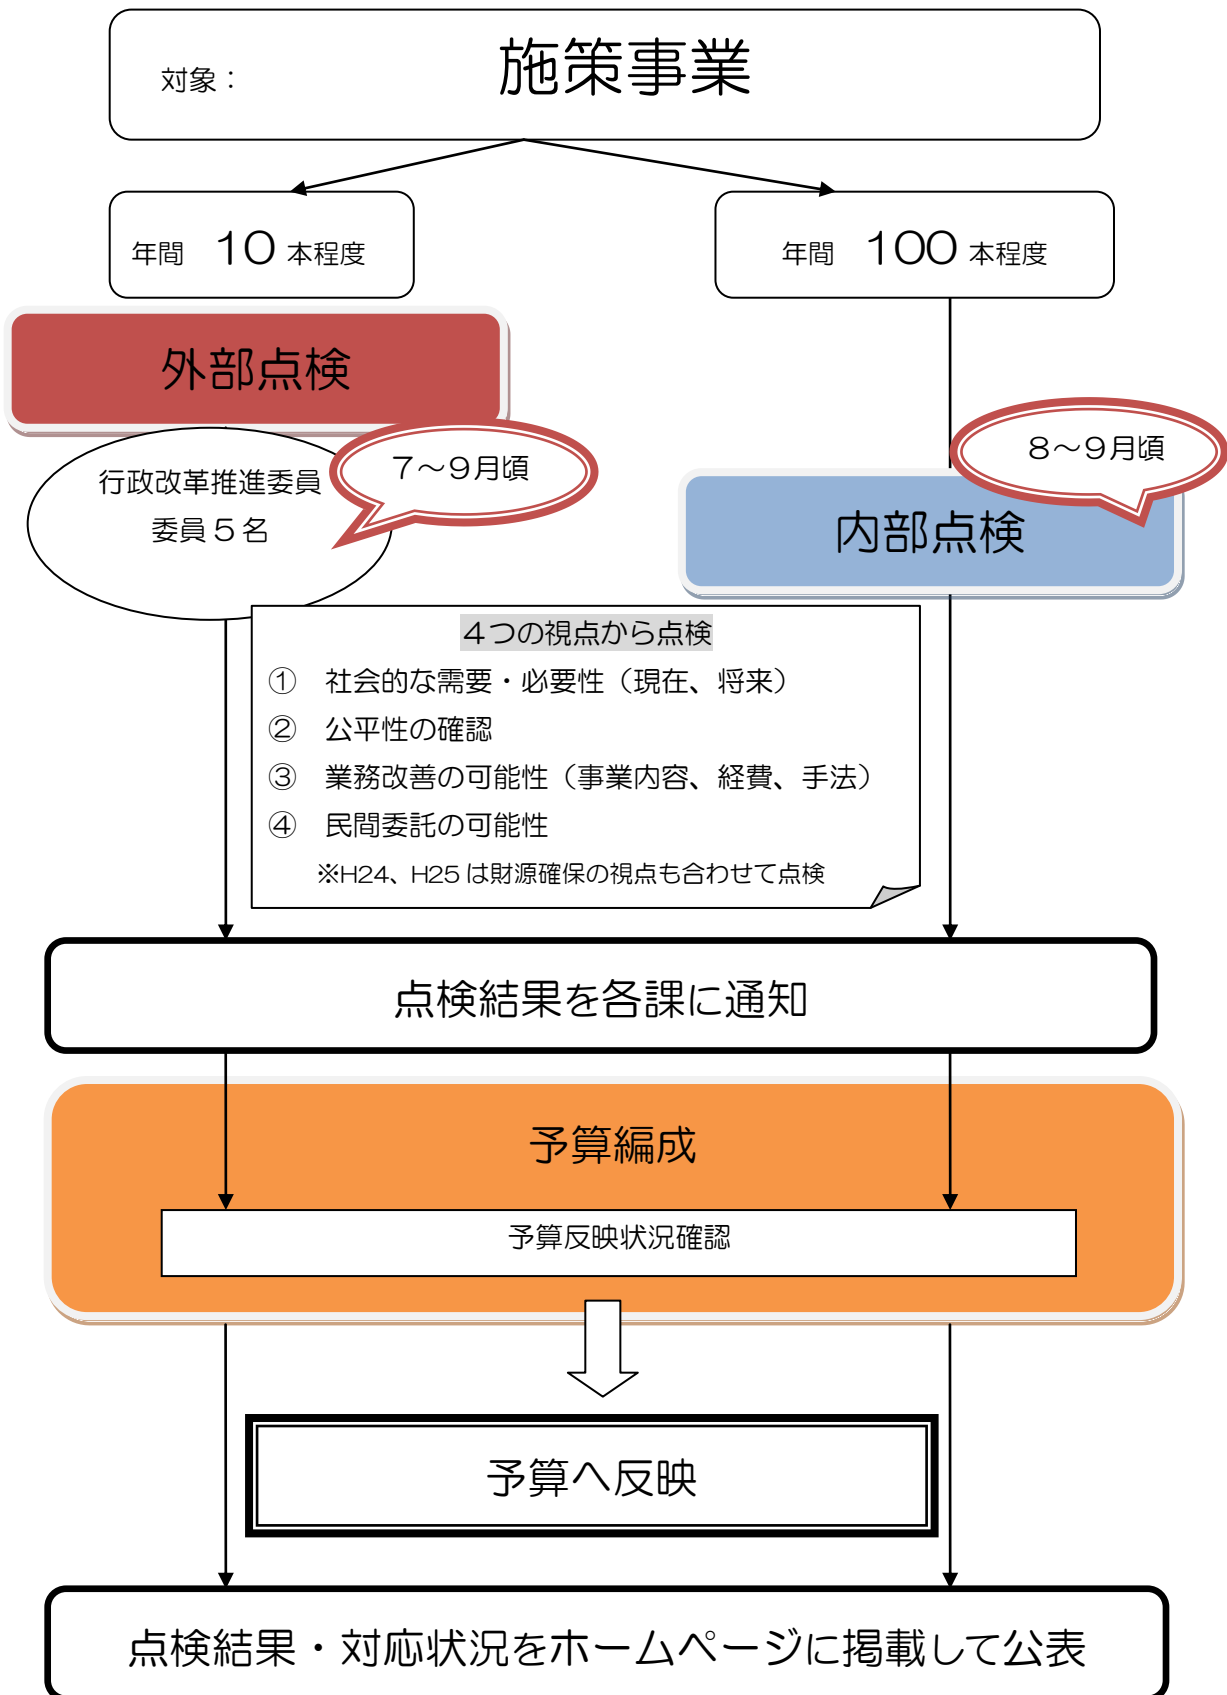 対象： 施策事業
年間 １０ 本程度
年間 １００ 本程度
外部点検
行政改革推進委員
委員５名
７～９月頃
８～９月頃
内部点検
４つの視点から点検
① 社会的な需要・必要性（現在、将来）
② 公平性の確認
③ 業務改善の可能性（事業内容、経費、手法）
④ 民間委託の可能性
※H24、H25 は財源確保の視点も合わせて点検
点検結果を各課に通知
予算編成
予算反映状況確認
予算へ反映
点検結果・対応状況をホームページに掲載して公表